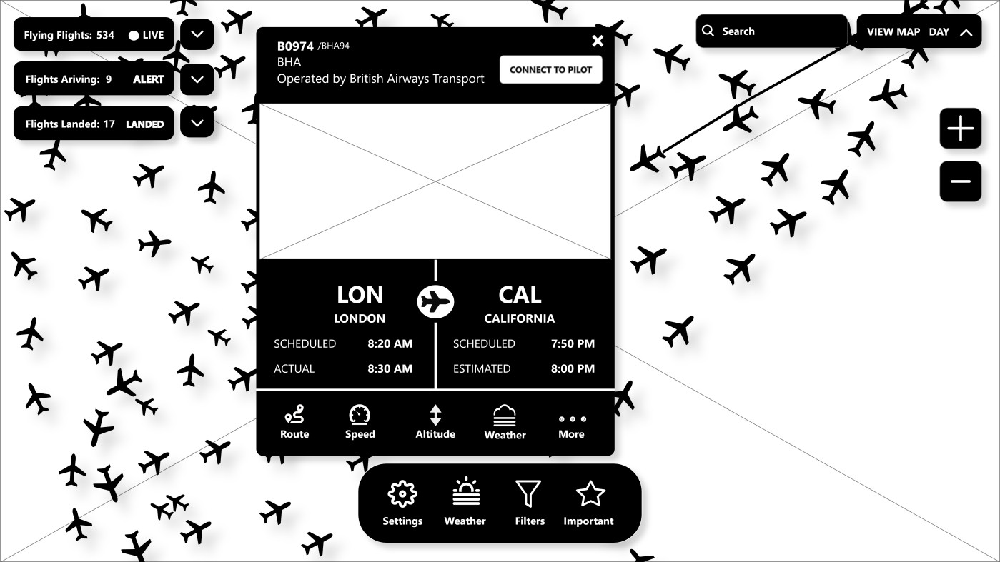 Flying Flights: 534 LIVE
Flights Ariving: 9 ALERT
Flights Landed: 17 LANDED
Search
VIEW MAP DAY
B0974 /BHA94
BHA
Operated by British Airways Transport
CONNECT TO PILOT
LON
LONDON
SCHEDULED 8:20 AM
ACTUAL 8:30 AM
CAL
CALIFORNIA
SCHEDULED 7:50 PM
ESTIMATED 8:00 PM
Route
Speed
Altitude
Weather
More
Settings
Weather
Filters
Important